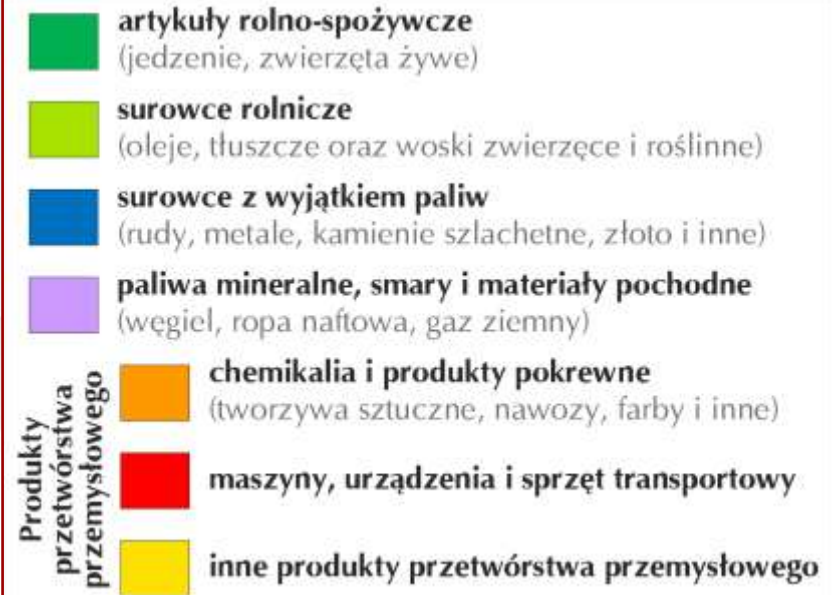 artykuły rolno-spożywcze
(jedzenie, zwierzęta żywe)
surowce rolnicze
(oleje, tłuszcze oraz woski zwierzęce i roślinne)
surowce z wyjątkiem paliw
(rudy, metale, kamienie szlachetne, złoto i inne)
paliwa mineralne, smary i materiały pochodne
(węgiel, ropa naftowa, gaz ziemny)
Produkty
przetwórstwa
przemysłowego
chemikalia i produkty pokrewne
(tworzywa sztuczne, nawozy, farby i inne)
maszyny, urządzenia i sprzęt transportowy
inne produkty przetwórstwa przemysłowego